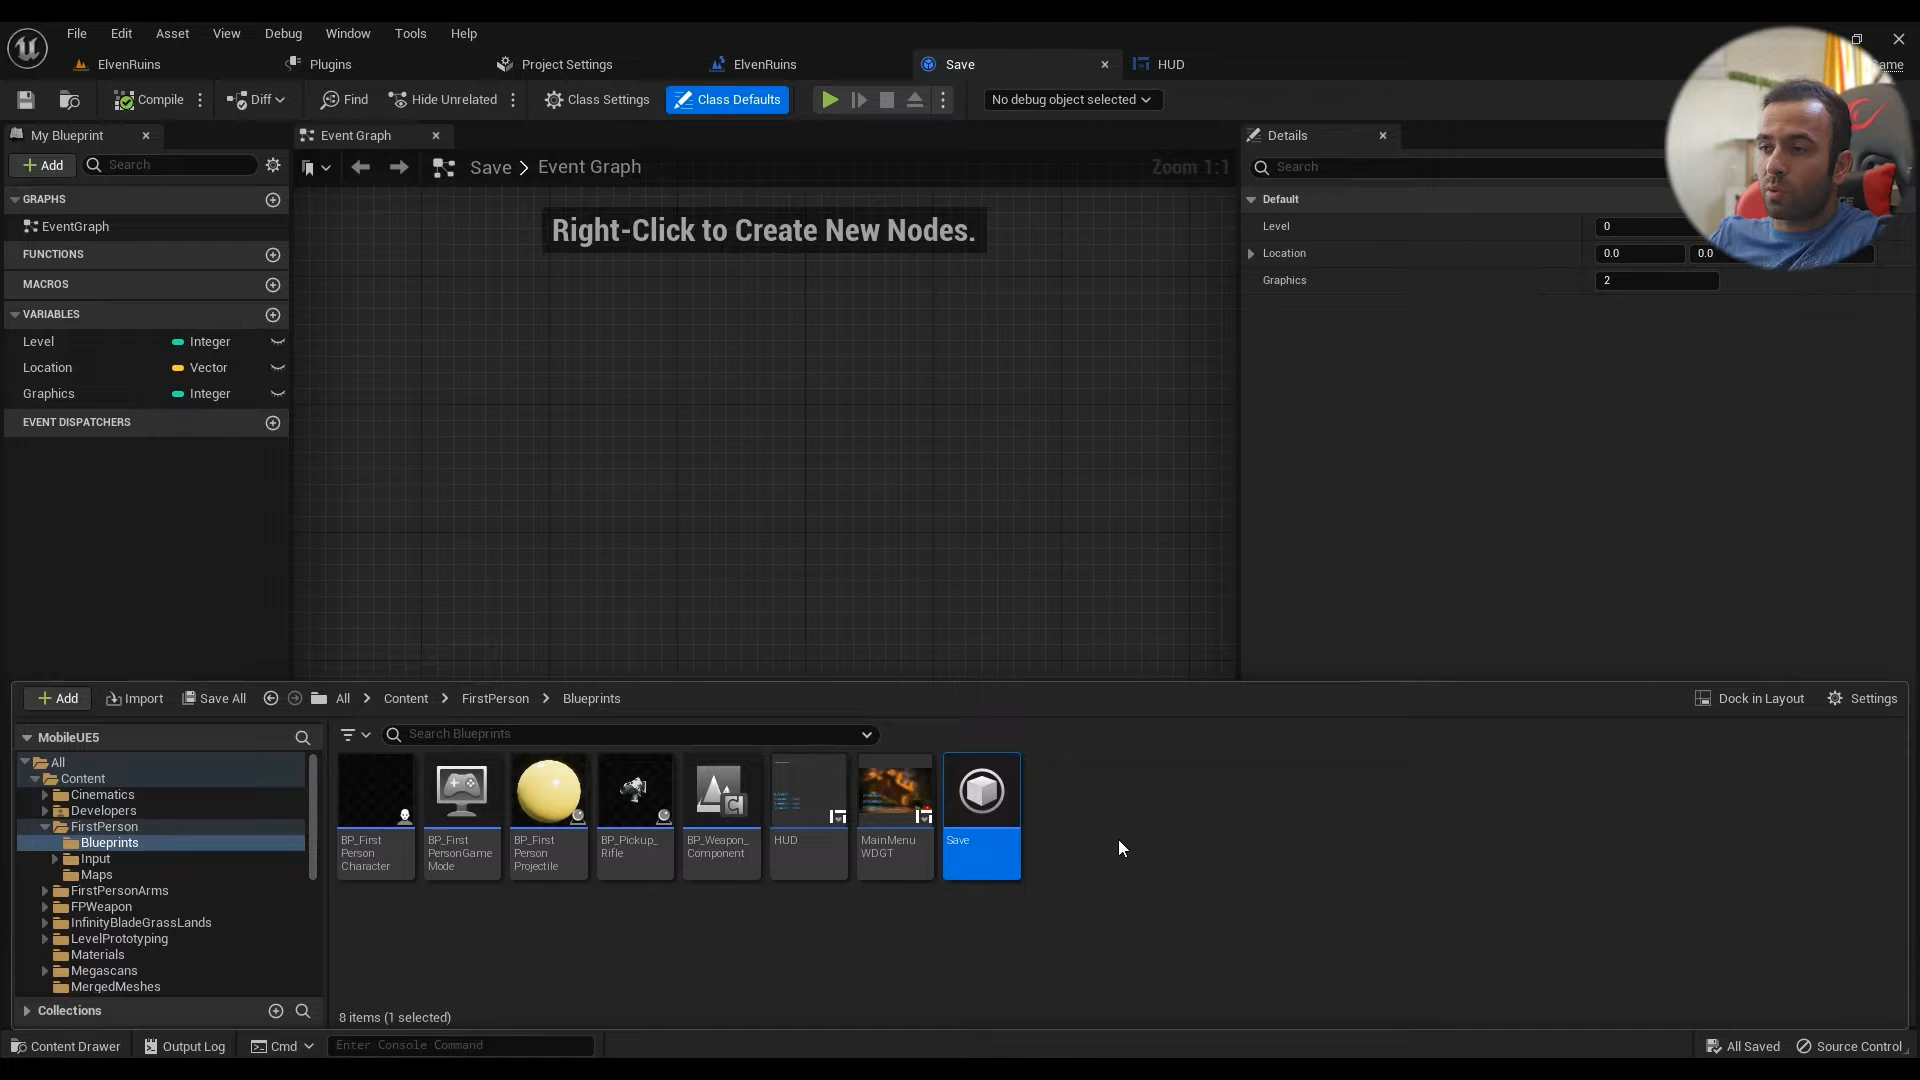 File Edit Asset View Debug Window Tools Help
ElvenRuins Plugins Project Settings ElvenRuins Save HUD
Compile Diff Find Hide Unrelated Class Settings Class Defaults No debug object selected
My Blueprint Event Graph Details
Add Search Save > Event Graph Zoom 1:1 Search
GRAPHS
EventGraph
FUNCTIONS
MACROS
VARIABLES
Level Integer
Location Vector
Graphics Integer
EVENT DISPATCHERS
Right-Click to Create New Nodes.
Default
Level 0
Location 0.0 0.0
Graphics 2
Add Import Save All All > Content > FirstPerson > Blueprints Dock in Layout Settings
MobileUE5
All
Content
Cinematics
Developers
FirstPerson
Blueprints
Input
Maps
FirstPersonArms
FPWeapon
InfinityBladeGrassLands
LevelPrototyping
Materials
Megascans
MergedMeshes
Collections
Search Blueprints
BP_First
Person
Character
BP_First
PersonGame
Mode
BP_First
Person
Projectile
BP_Pickup_
Rifle
BP_Weapon_
Component
HUD
MainMenu
WDGT
Save
8 items (1 selected)
Content Drawer Output Log Cmd Enter Console Command All Saved Source Control